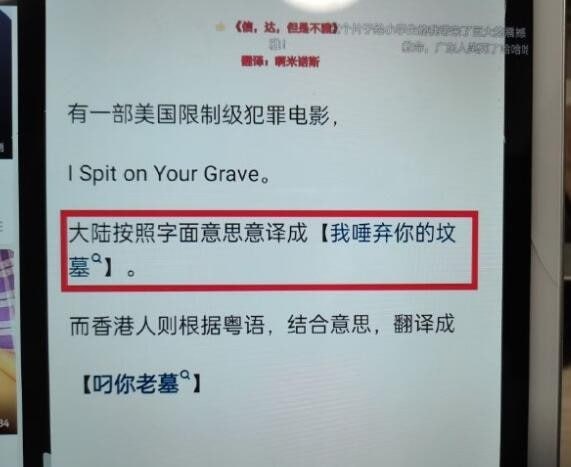 《信，达，但是不雅》
翻译：啊米诺斯
有一部美国限制级犯罪电影，
I Spit on Your Grave。
大陆按照字面意思意译成【我唾弃你的坟
墓】。
而香港人则根据粤语，结合意思，翻译成
【叼你老墓】